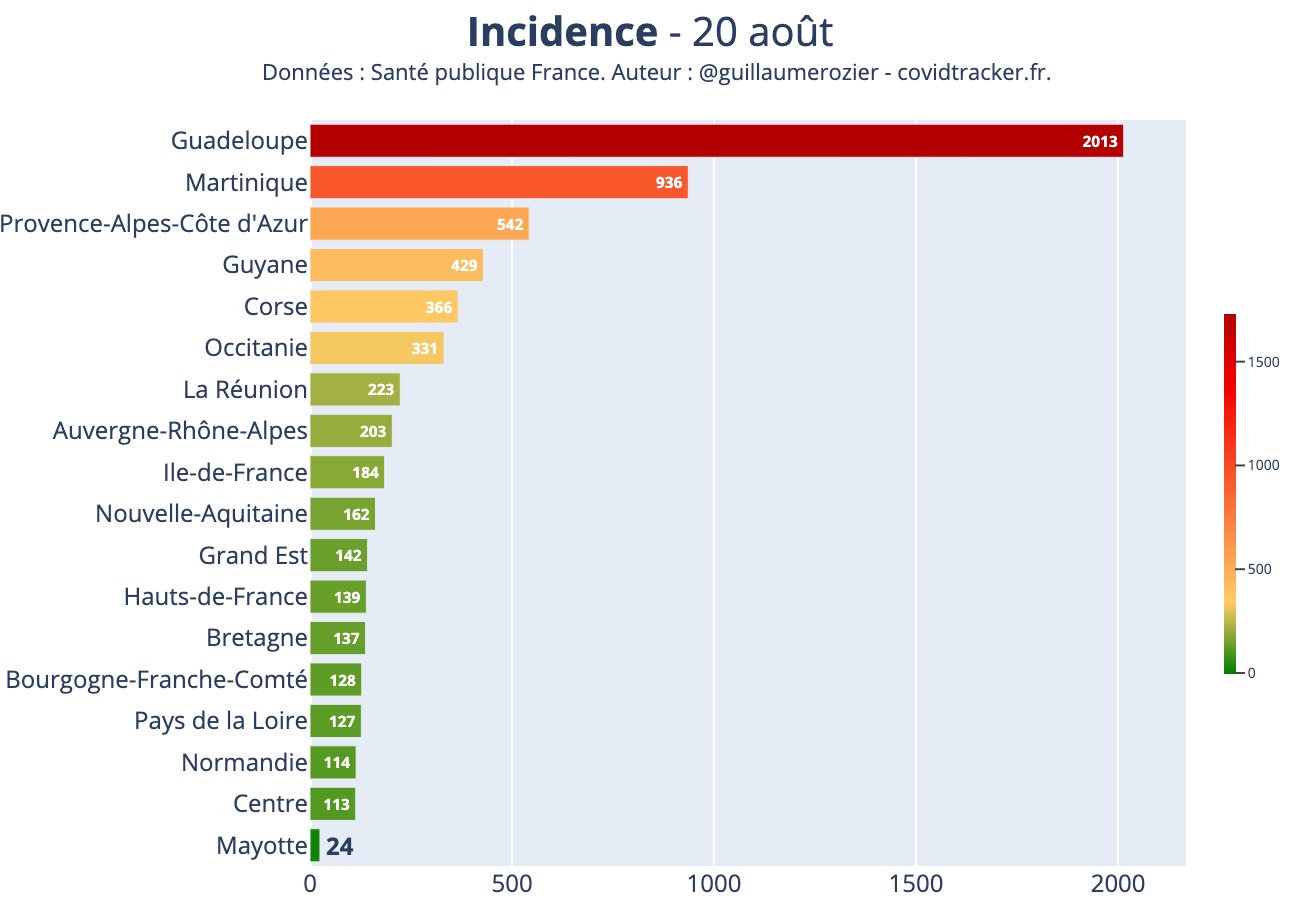 Incidence - 20 août
Données : Santé publique France. Auteur : @guillaumerozier - covidtracker.fr.
Guadeloupe 2013
Martinique 936
Provence-Alpes-Côte d'Azur 542
Guyane 429
Corse 366
Occitanie 331
La Réunion 223
Auvergne-Rhône-Alpes 203
Ile-de-France 184
Nouvelle-Aquitaine 162
Grand Est 142
Hauts-de-France 139
Bretagne 137
Bourgogne-Franche-Comté 128
Pays de la Loire 127
Normandie 114
Centre 113
Mayotte 24
0 500 1000 1500 2000
1500
1000
500
0